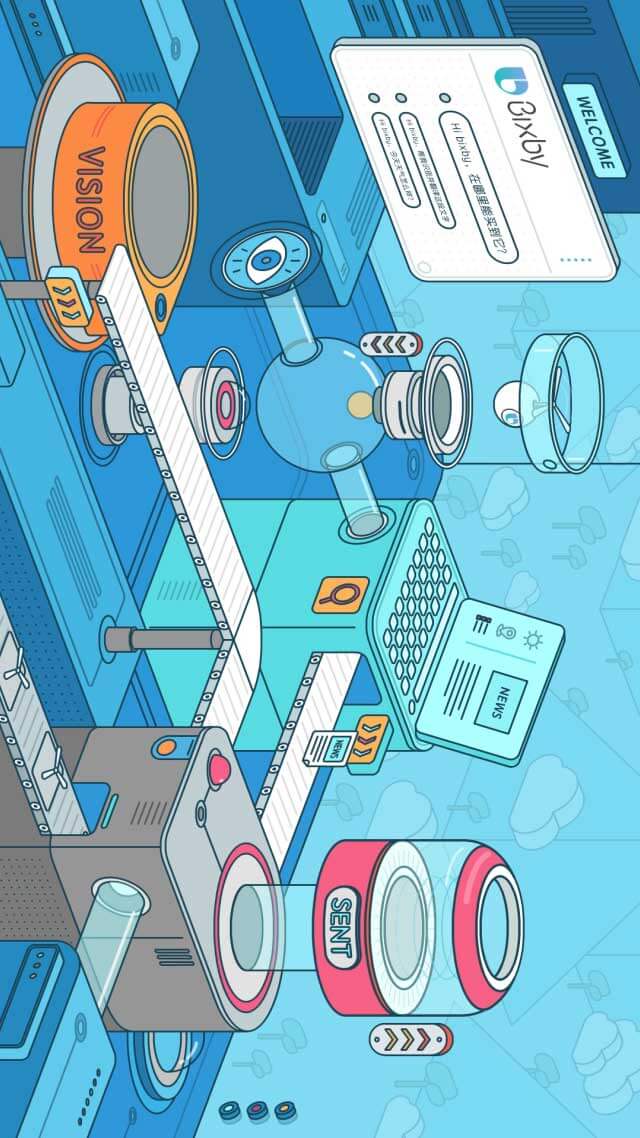 WELCOME
Bixby
Hi bixby，在哪里能买到它?
Hi bixby，帮我识别并翻译这段文字
Hi bixby，今天天气怎么样?
VISION
NEWS
NEWS
SENT